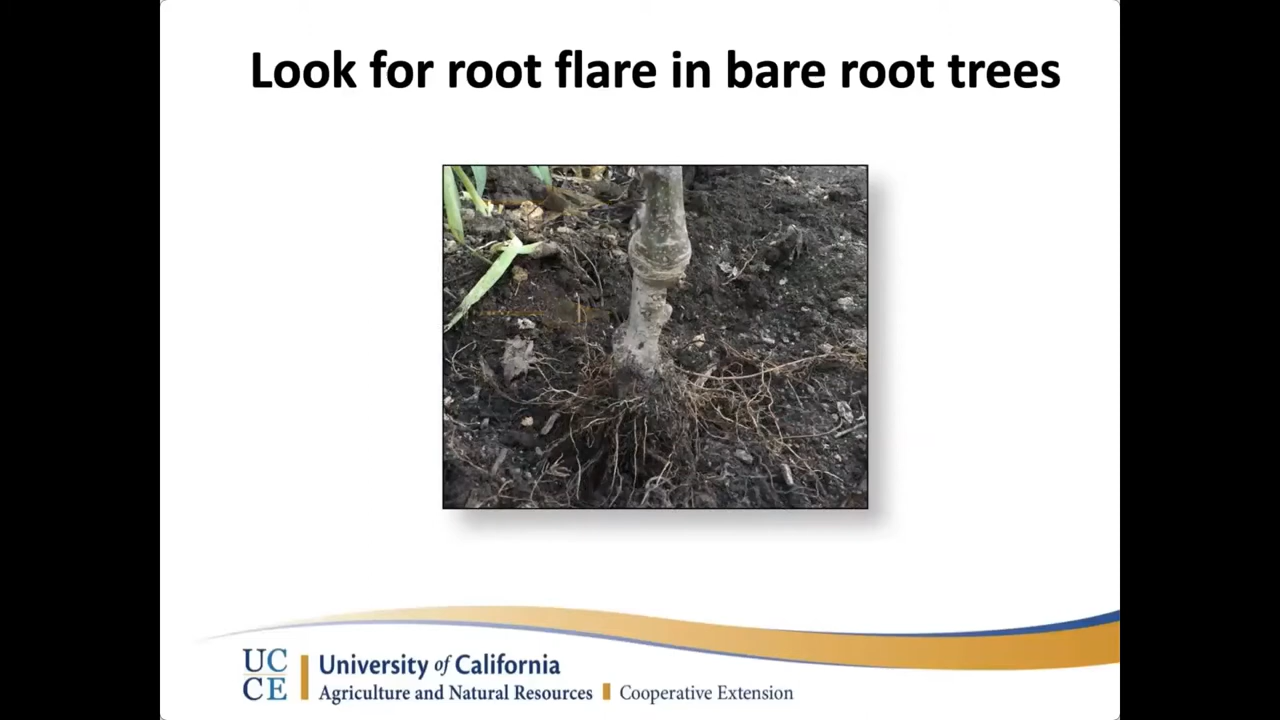 Look for root flare in bare root trees
UC
CE
University of California
Agriculture and Natural Resources
Cooperative Extension